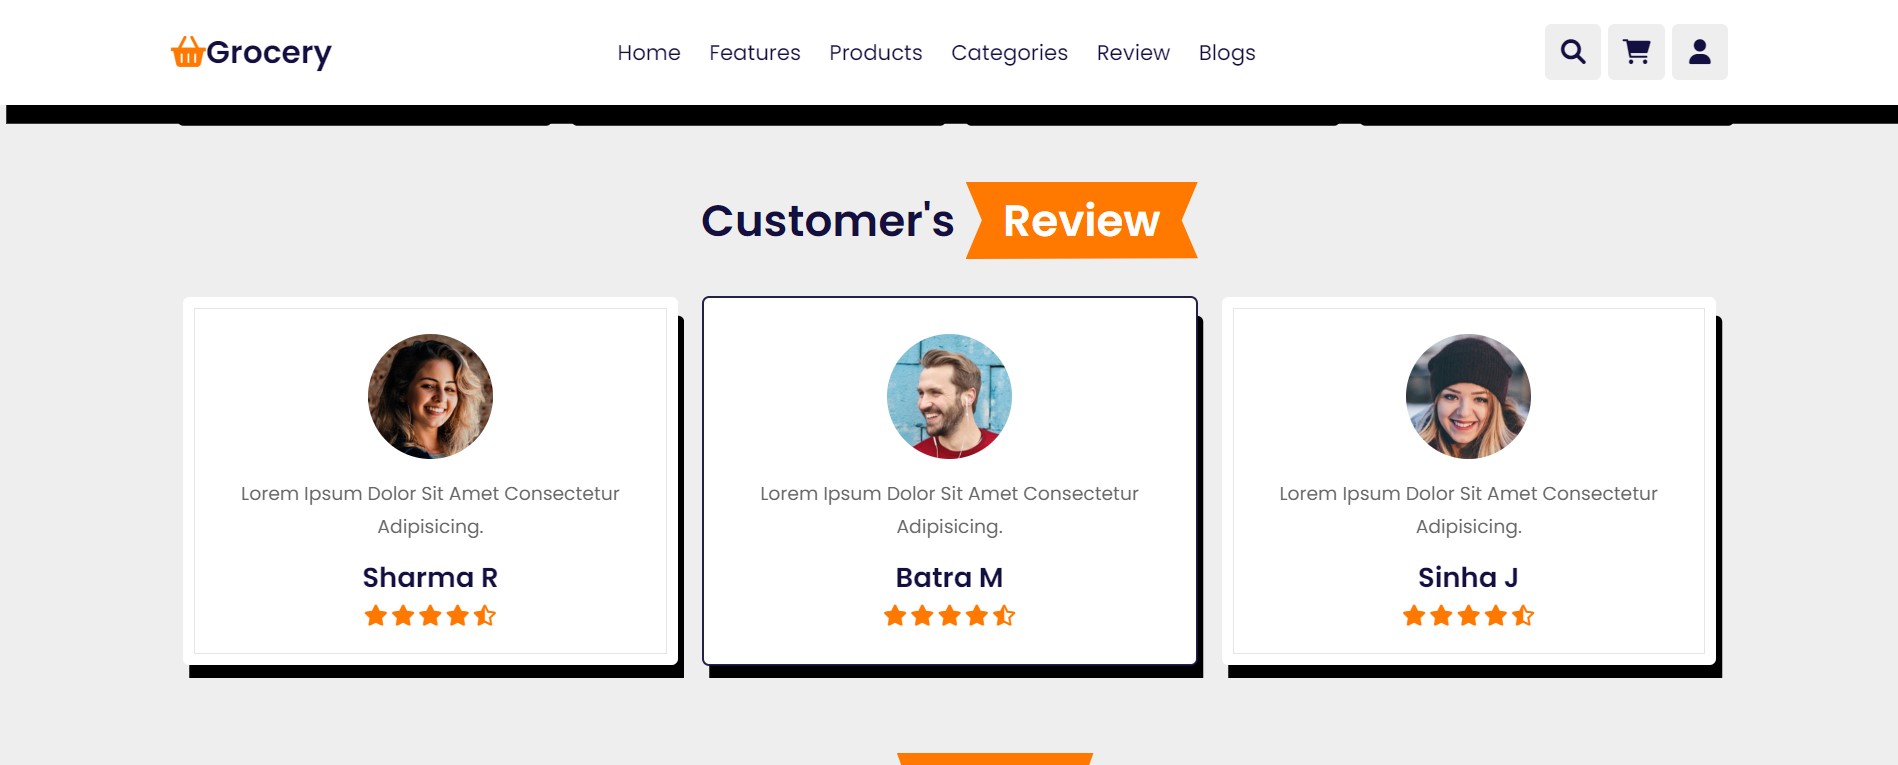 Grocery
Home Features Products Categories Review Blogs
Customer's Review
Lorem Ipsum Dolor Sit Amet Consectetur
Adipisicing.
Sharma R
Lorem Ipsum Dolor Sit Amet Consectetur
Adipisicing.
Batra M
Lorem Ipsum Dolor Sit Amet Consectetur
Adipisicing.
Sinha J